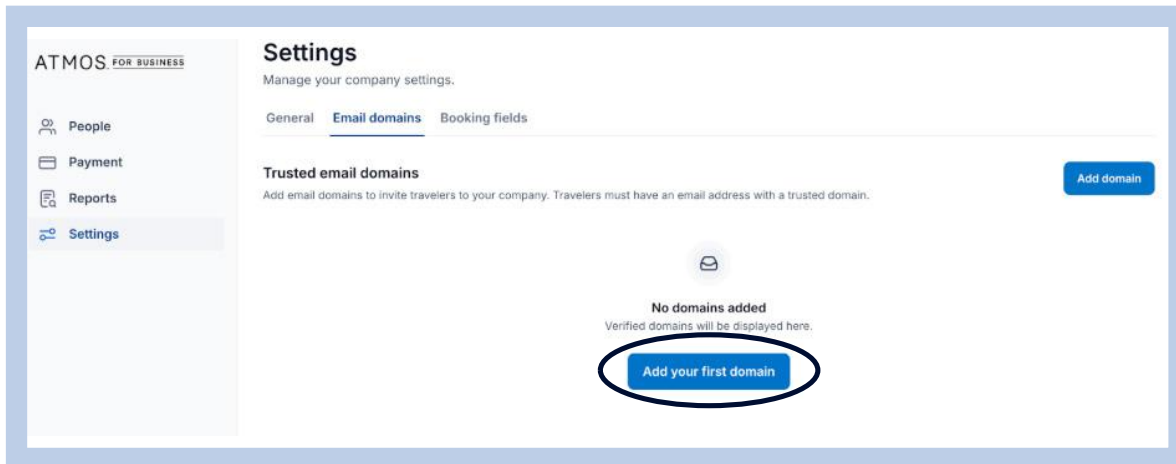 ATMOS FOR BUSINESS
People
Payment
Reports
Settings
Settings
Manage your company settings.
General Email domains Booking fields
Trusted email domains
Add domain
Add email domains to invite travelers to your company. Travelers must have an email address with a trusted domain.
No domains added
Verified domains will be displayed here.
Add your first domain